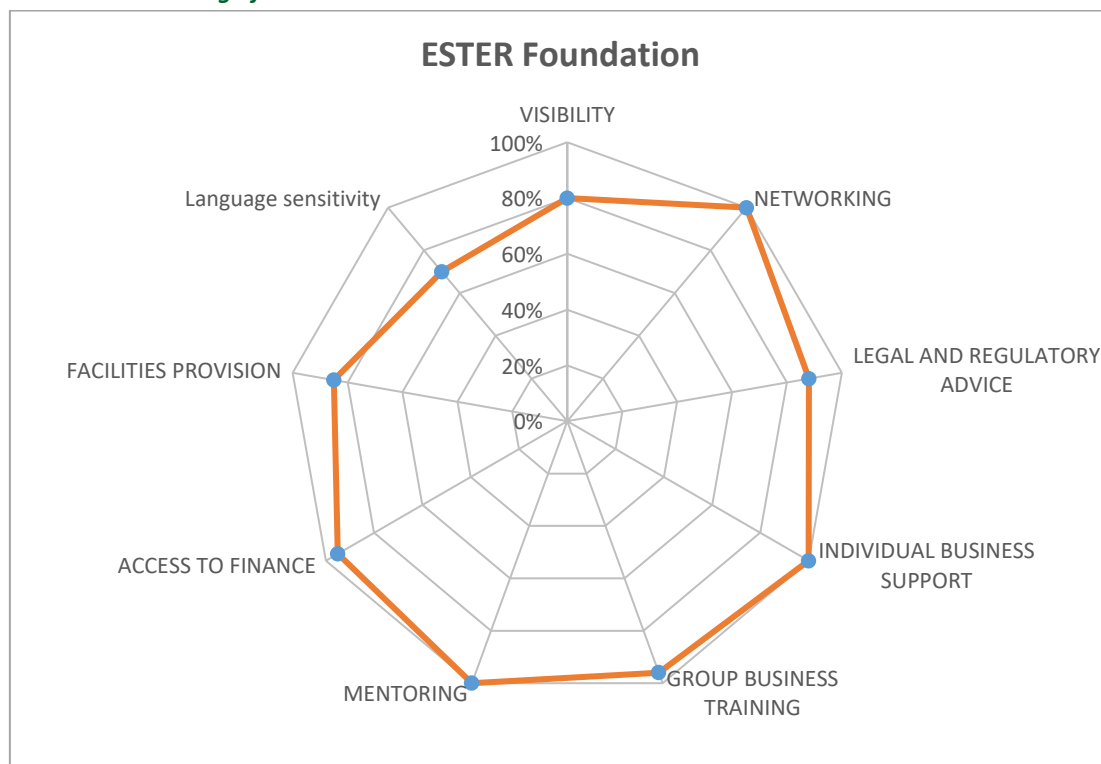 ESTER Foundation
VISIBILITY
100%
80%
60%
40%
20%
0%
NETWORKING
LEGAL AND REGULATORY
ADVICE
INDIVIDUAL BUSINESS
SUPPORT
GROUP BUSINESS
TRAINING
MENTORING
ACCESS TO FINANCE
FACILITIES PROVISION
Language sensitivity